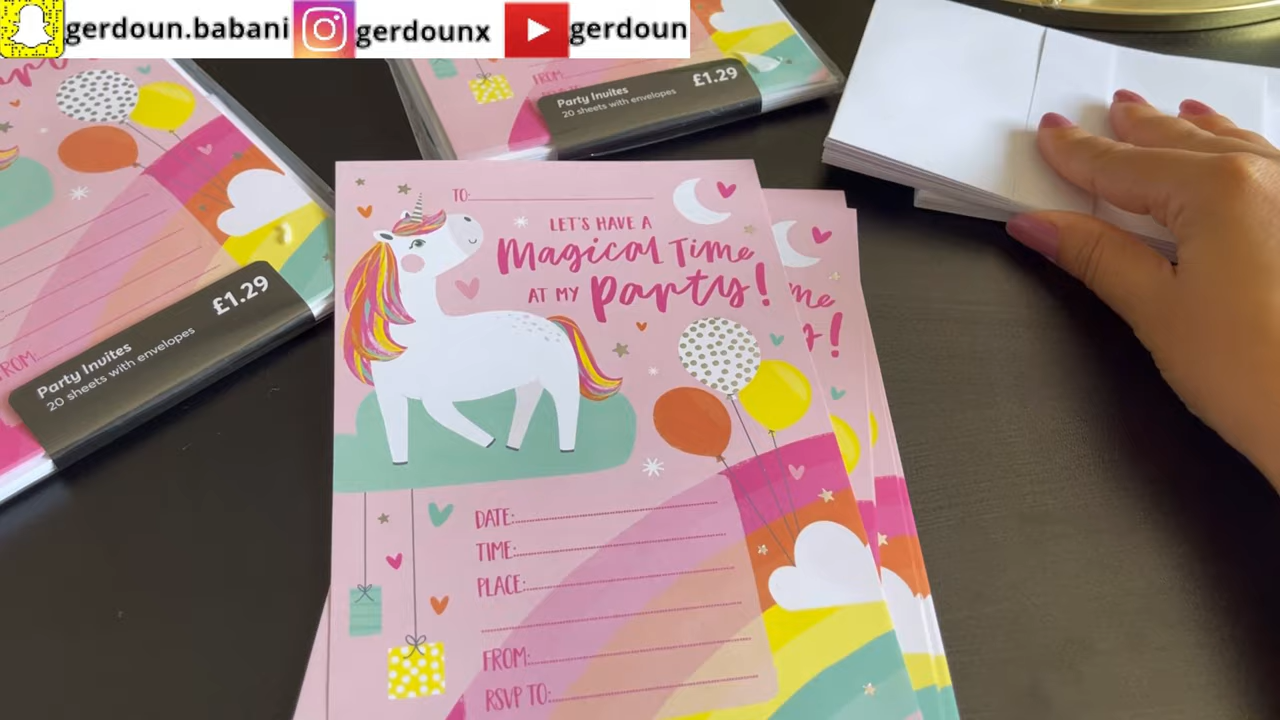 gerdoun.babani
gerdounx
gerdoun
FROM:
Party Invites
20 sheets with envelopes
£1.29
FROM:
Party Invites
20 sheets with envelopes
£1.29
TO:
LET'S HAVE A
Magical Time
AT MY Party!
DATE:
TIME:
PLACE:
FROM:
RSVP TO:
me
y!